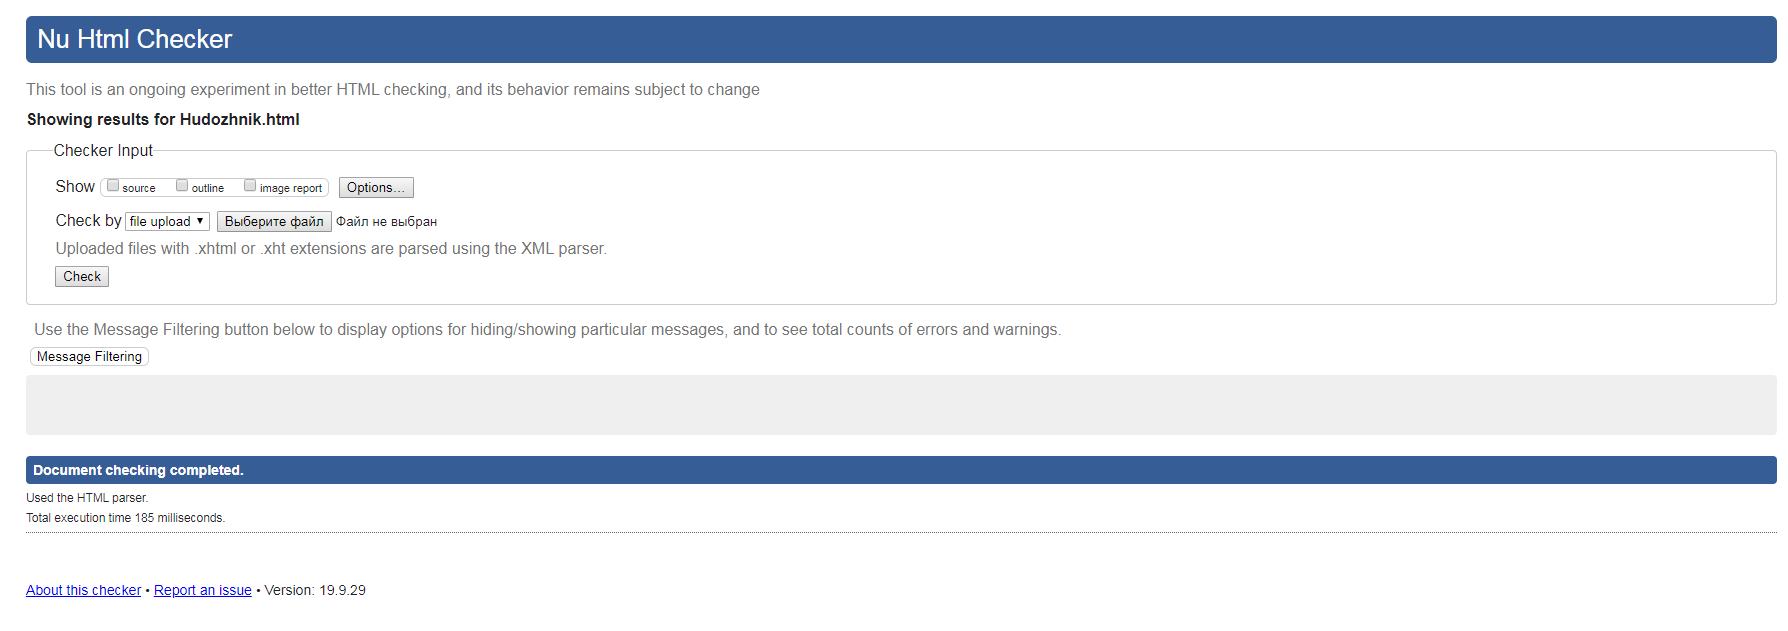 Nu Html Checker
This tool is an ongoing experiment in better HTML checking, and its behavior remains subject to change
Showing results for Hudozhnik.html
Checker Input
Show source outline image report Options...
Check by file upload Выберите файл Файл не выбран
Uploaded files with .xhtml or .xht extensions are parsed using the XML parser.
Check
Use the Message Filtering button below to display options for hiding/showing particular messages, and to see total counts of errors and warnings.
Message Filtering
Document checking completed.
Used the HTML parser.
Total execution time 185 milliseconds.
About this checker • Report an issue • Version: 19.9.29